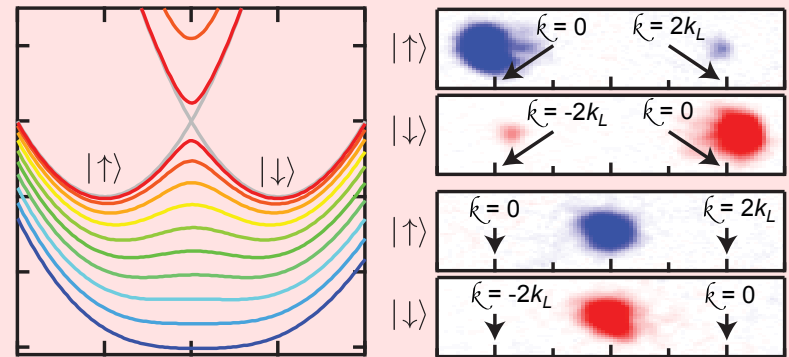 |↑⟩
|↓⟩
|↑⟩
k = 0
k = 2k_L
|↓⟩
k = -2k_L
k = 0
|↑⟩
k = 0
k = 2k_L
|↓⟩
k = -2k_L
k = 0